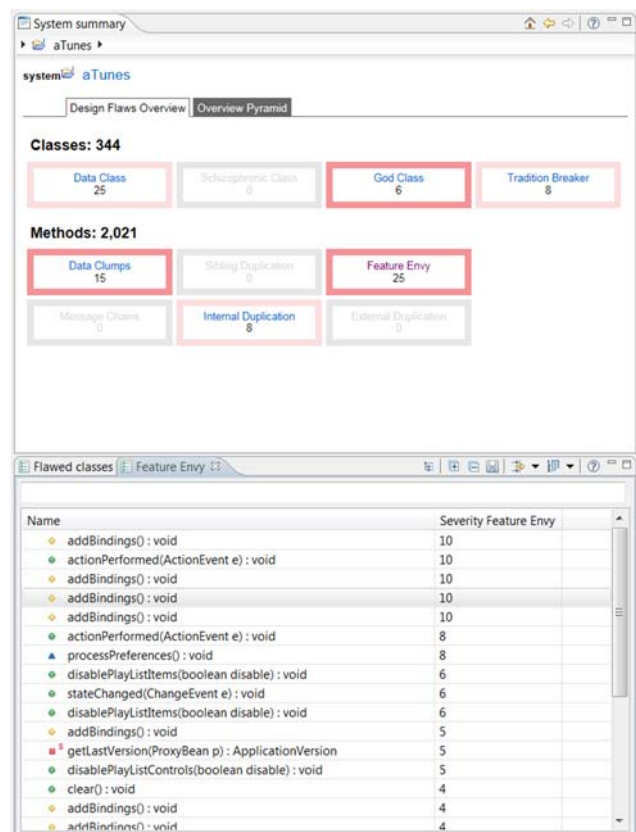 System summary
aTunes
system aTunes
Design Flaws Overview Overview Pyramid
Classes: 344
Data Class Schizophrenic Class God Class Tradition Breaker
25 0 6 8
Methods: 2,021
Data Clumps Sibling Duplication Feature Envy
15 0 25
Message Chains Internal Duplication External Duplication
0 8 0
Flawed classes Feature Envy
Name Severity Feature Envy
addBindings() : void 10
actionPerformed(ActionEvent e) : void 10
addBindings() : void 10
addBindings() : void 10
addBindings() : void 10
actionPerformed(ActionEvent e) : void 8
processPreferences() : void 8
disablePlayListItems(boolean disable) : void 6
stateChanged(ChangeEvent e) : void 6
disablePlayListItems(boolean disable) : void 6
addBindings() : void 5
S getLastVersion(ProxyBean p) : ApplicationVersion 5
disablePlayListControls(boolean disable) : void 5
clear() : void 4
addBindings() : void 4
addBindings() : void 4